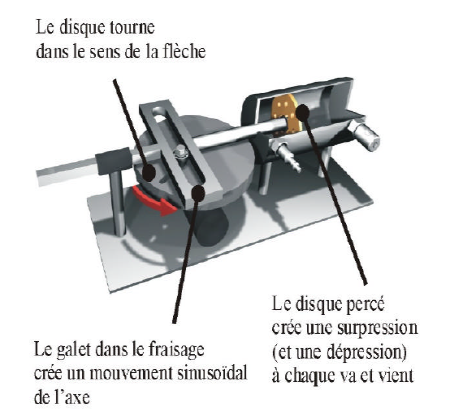 Le disque tourne
dans le sens de la flèche
Le disque percé
crée une surpression
(et une dépression)
à chaque va et vient
Le galet dans le fraisage
crée un mouvement sinusoïdal
de l'axe